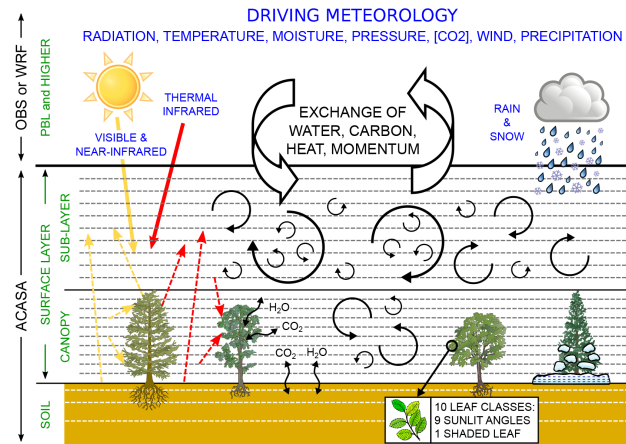 DRIVING METEOROLOGY
RADIATION, TEMPERATURE, MOISTURE, PRESSURE, [CO2], WIND, PRECIPITATION
OBS or WRF
PBL and HIGHER
THERMAL
INFRARED
VISIBLE &
NEAR-INFRARED
EXCHANGE OF
WATER, CARBON,
HEAT, MOMENTUM
RAIN
&
SNOW
ACASA
SURFACE LAYER
SUB-LAYER
CANOPY
SOIL
H2O
CO2
CO2
H2O
10 LEAF CLASSES:
9 SUNLIT ANGLES
1 SHADED LEAF